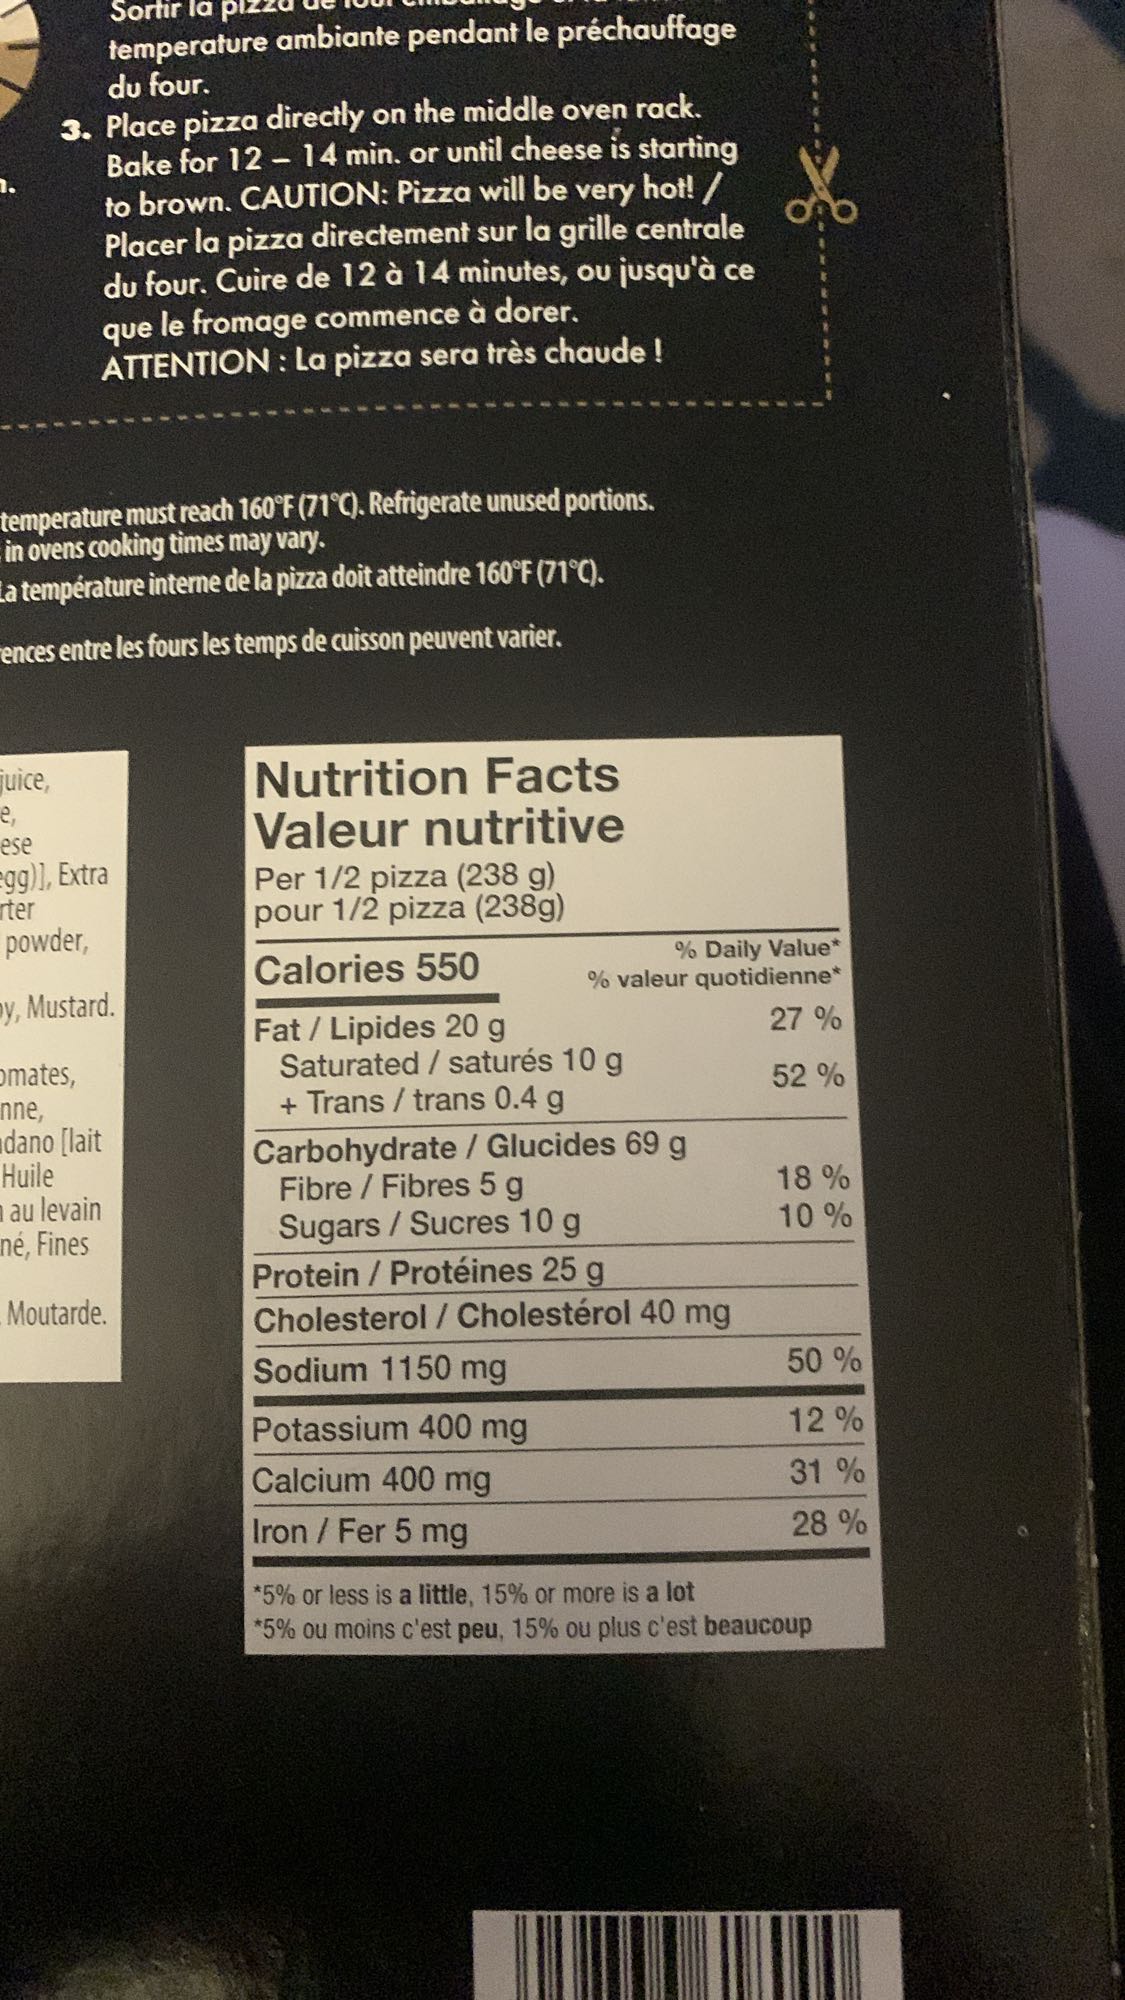 Sortir la pizza de
temperature ambiante pendant le préchauffage
du four.
3. Place pizza directly on the middle oven rack.
Bake for 12 – 14 min. or until cheese is starting
to brown. CAUTION: Pizza will be very hot! /
Placer la pizza directement sur la grille centrale
du four. Cuire de 12 à 14 minutes, ou jusqu'à ce
que le fromage commence à dorer.
ATTENTION : La pizza sera très chaude !
temperature must reach 160°F (71°C). Refrigerate unused portions.
in ovens cooking times may vary.
La température interne de la pizza doit atteindre 160°F (71°C).
entre les fours les temps de cuisson peuvent varier.
juice,
egg)], Extra
powder,
Mustard.
[lait
Huile
au levain
Fines
Moutarde.
Nutrition Facts
Valeur nutritive
Per 1/2 pizza (238 g)
pour 1/2 pizza (238g)
% Daily Value*
Calories 550
% valeur quotidienne*
Fat / Lipides 20 g 27 %
Saturated / saturés 10 g 52 %
+ Trans / trans 0.4 g
Carbohydrate / Glucides 69 g
Fibre / Fibres 5 g 18 %
Sugars / Sucres 10 g 10 %
Protein / Protéines 25 g
Cholesterol / Cholestérol 40 mg
Sodium 1150 mg 50 %
Potassium 400 mg 12 %
Calcium 400 mg 31 %
Iron / Fer 5 mg 28 %
*5% or less is a little, 15% or more is a lot
*5% ou moins c'est peu, 15% ou plus c'est beaucoup